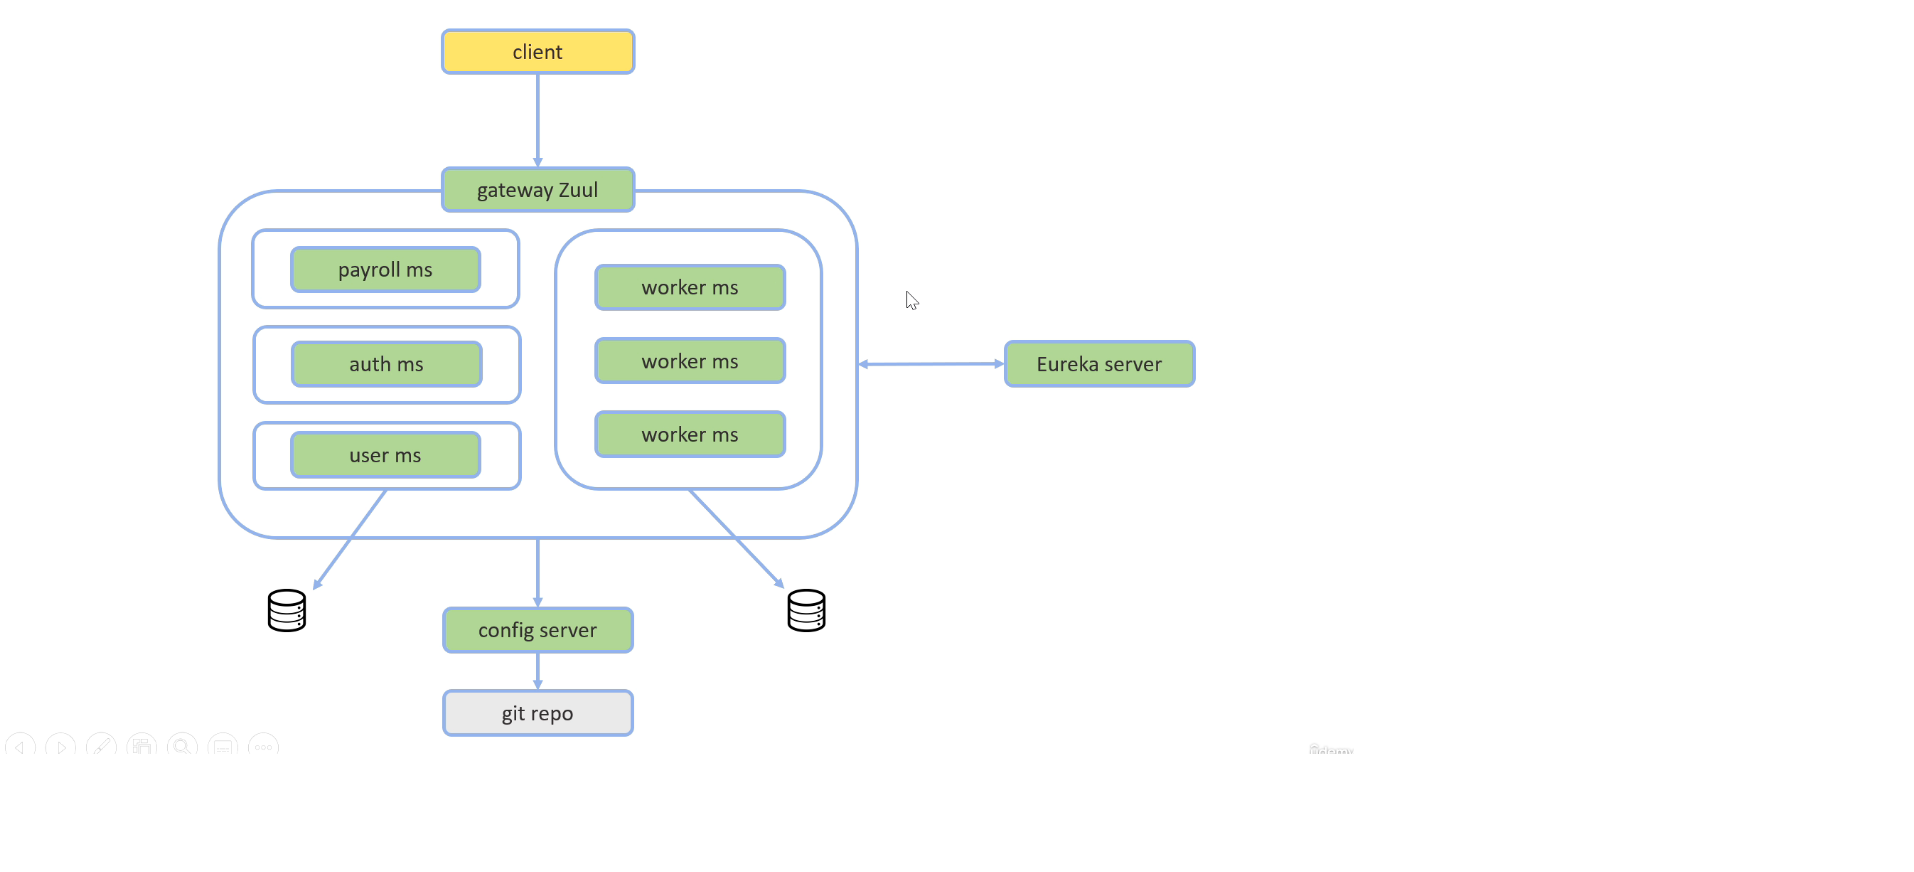 client
gateway Zuul
payroll ms
auth ms
user ms
worker ms
worker ms
worker ms
Eureka server
config server
git repo